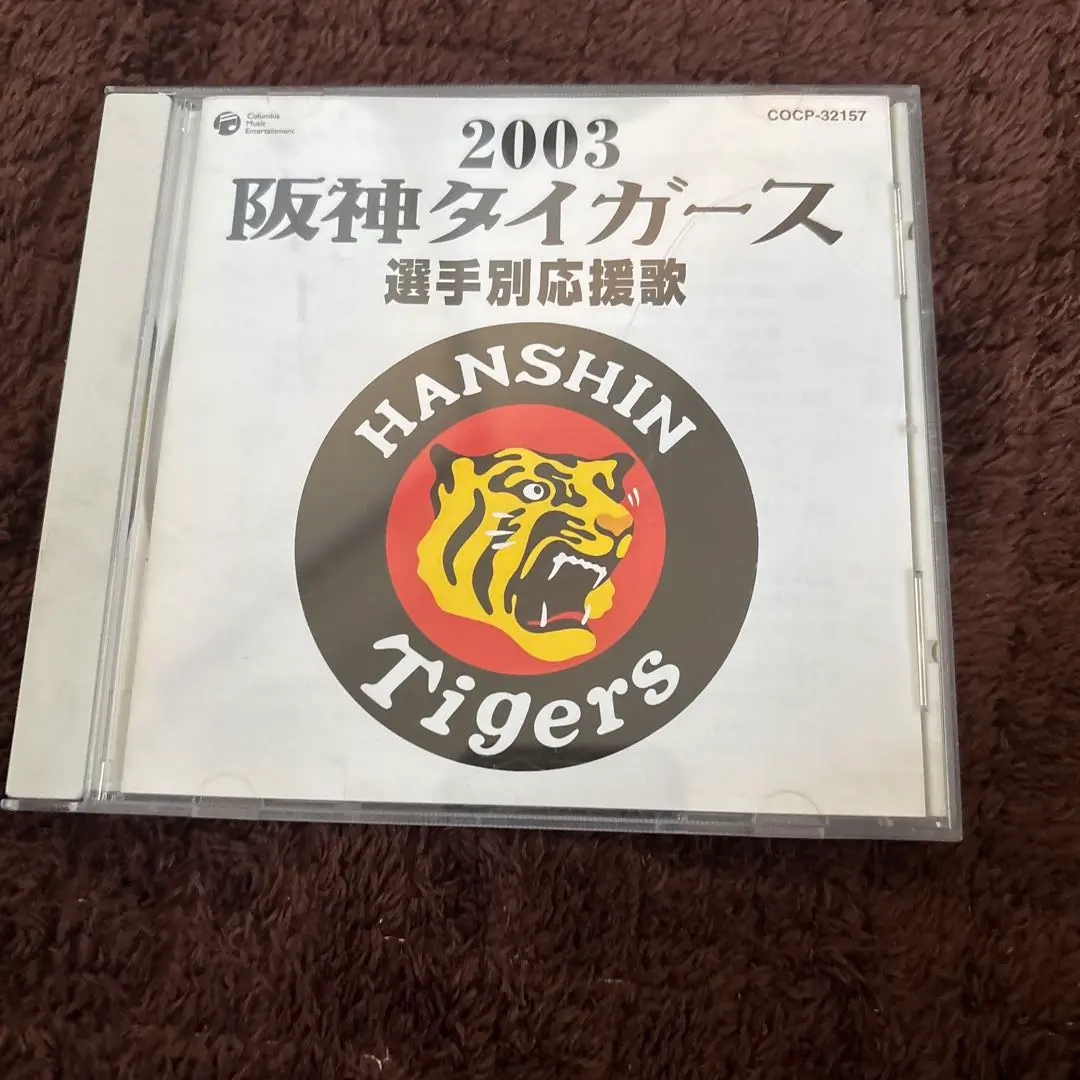 Columbia
Music
Entertainment
COCP-32157
2003
阪神タイガース
選手別応援歌
HANSHIN
Tigers